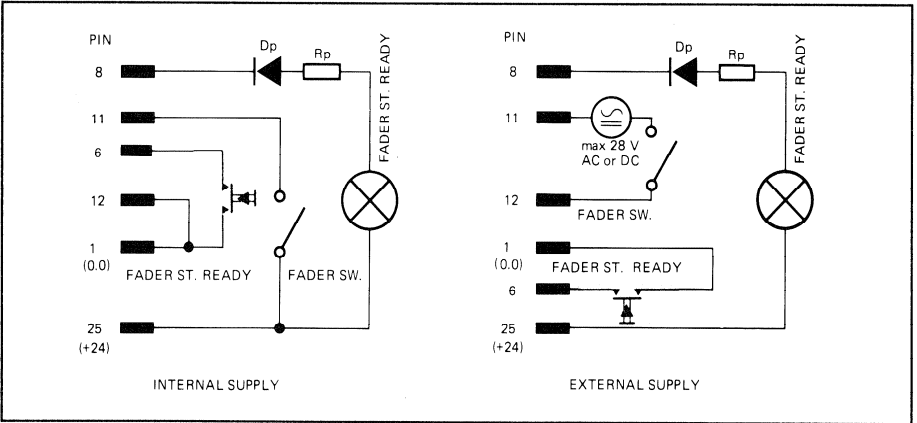 PIN
8
Dp
Rp
FADER ST. READY
11
6
12
1
(0.0)
FADER ST. READY
FADER SW.
25
(+24)
INTERNAL SUPPLY
PIN
8
Dp
Rp
FADER ST. READY
11
max 28 V
AC or DC
12
FADER SW.
1
(0.0)
FADER ST. READY
6
25
(+24)
EXTERNAL SUPPLY